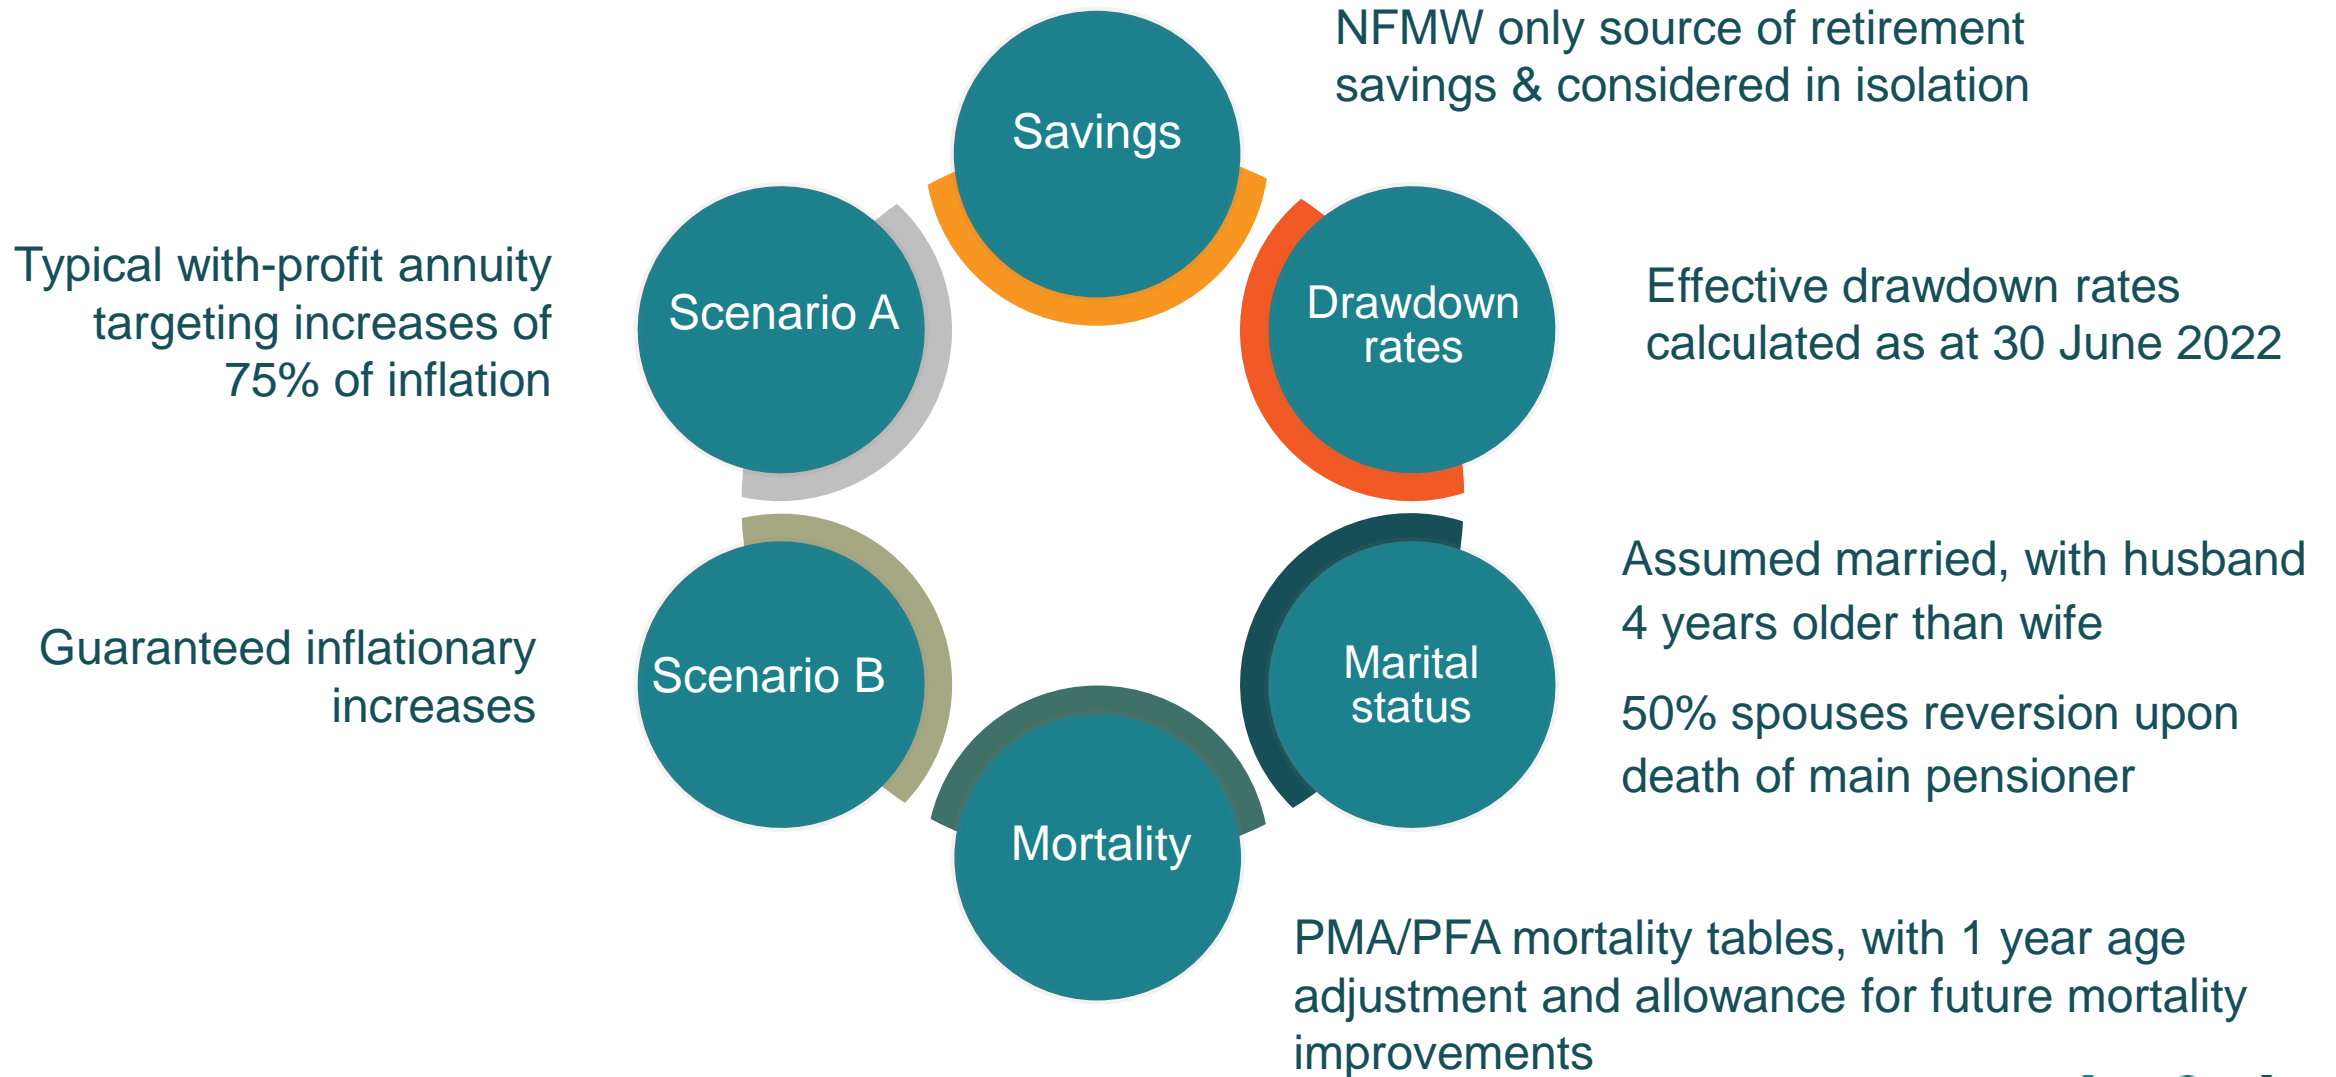 NFMW only source of retirement
savings & considered in isolation
Savings
Scenario A
Typical with-profit annuity
targeting increases of
75% of inflation
Drawdown
rates
Effective drawdown rates
calculated as at 30 June 2022
Scenario B
Guaranteed inflationary
increases
Marital
status
Assumed married, with husband
4 years older than wife
50% spouses reversion upon
death of main pensioner
Mortality
PMA/PFA mortality tables, with 1 year age
adjustment and allowance for future mortality
improvements